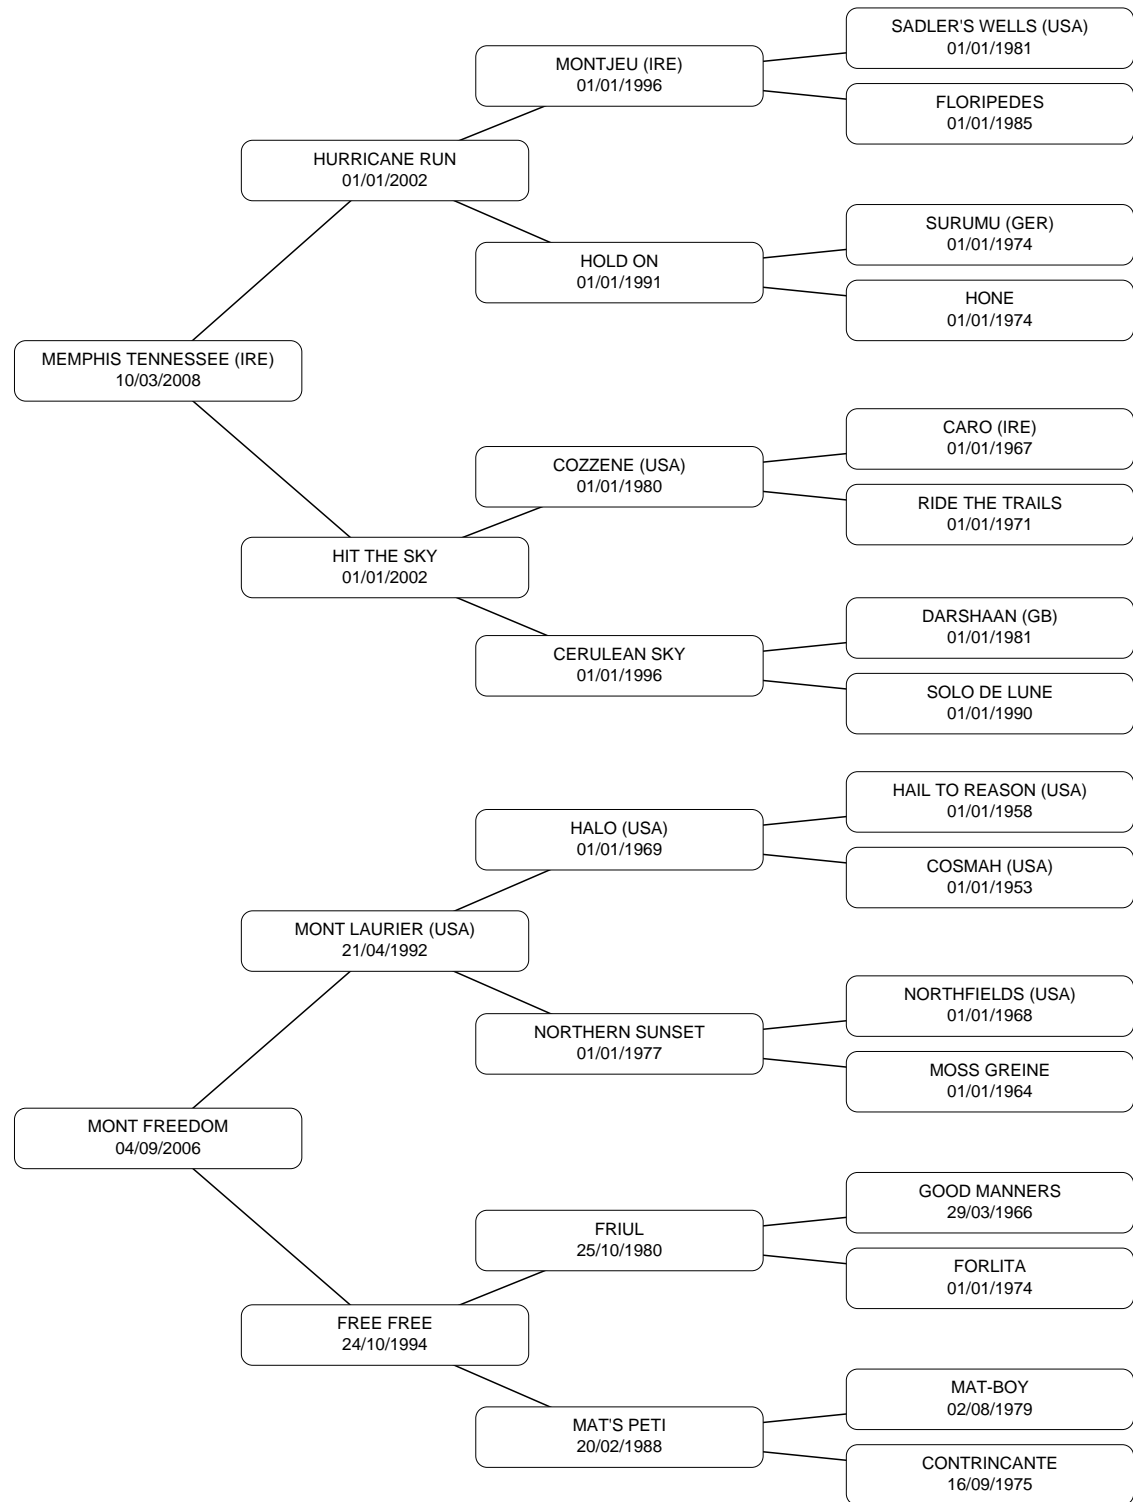 SADLER'S WELLS (USA)
01/01/1981
MONTJEU (IRE)
01/01/1996
FLORIPEDES
01/01/1985
HURRICANE RUN
01/01/2002
SURUMU (GER)
01/01/1974
HOLD ON
01/01/1991
HONE
01/01/1974
MEMPHIS TENNESSEE (IRE)
10/03/2008
CARO (IRE)
01/01/1967
COZZENE (USA)
01/01/1980
RIDE THE TRAILS
01/01/1971
HIT THE SKY
01/01/2002
DARSHAAN (GB)
01/01/1981
CERULEAN SKY
01/01/1996
SOLO DE LUNE
01/01/1990
HAIL TO REASON (USA)
01/01/1958
HALO (USA)
01/01/1969
COSMAH (USA)
01/01/1953
MONT LAURIER (USA)
21/04/1992
NORTHFIELDS (USA)
01/01/1968
NORTHERN SUNSET
01/01/1977
MOSS GREINE
01/01/1964
MONT FREEDOM
04/09/2006
GOOD MANNERS
29/03/1966
FRIUL
25/10/1980
FORLITA
01/01/1974
FREE FREE
24/10/1994
MAT-BOY
02/08/1979
MAT'S PETI
20/02/1988
CONTRINCANTE
16/09/1975